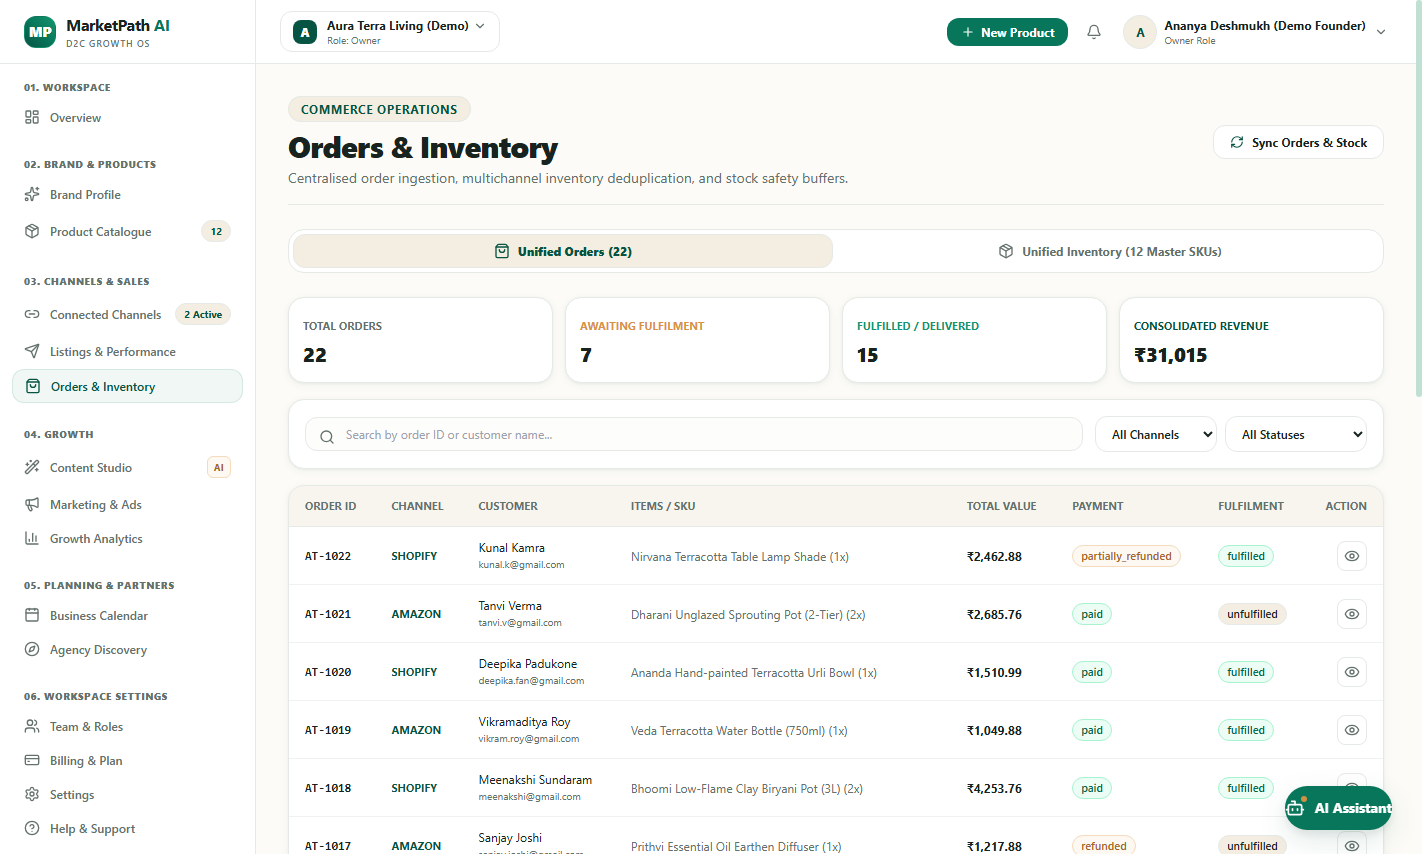 MP
MarketPath AI
D2C GROWTH OS
A
Aura Terra Living (Demo)
Role: Owner
+ New Product
A
Ananya Deshmukh (Demo Founder)
Owner Role
01. WORKSPACE
Overview
02. BRAND & PRODUCTS
Brand Profile
Product Catalogue 12
03. CHANNELS & SALES
Connected Channels 2 Active
Listings & Performance
Orders & Inventory
04. GROWTH
Content Studio AI
Marketing & Ads
Growth Analytics
05. PLANNING & PARTNERS
Business Calendar
Agency Discovery
06. WORKSPACE SETTINGS
Team & Roles
Billing & Plan
Settings
Help & Support
COMMERCE OPERATIONS
Orders & Inventory
Centralised order ingestion, multichannel inventory deduplication, and stock safety buffers.
Sync Orders & Stock
Unified Orders (22)
Unified Inventory (12 Master SKUs)
TOTAL ORDERS
22
AWAITING FULFILMENT
7
FULFILLED / DELIVERED
15
CONSOLIDATED REVENUE
₹31,015
Search by order ID or customer name...
All Channels
All Statuses
ORDER ID CHANNEL CUSTOMER ITEMS / SKU TOTAL VALUE PAYMENT FULFILMENT ACTION
AT-1022 SHOPIFY Kunal Kamra Nirvana Terracotta Table Lamp Shade (1x) ₹2,462.88 partially_refunded fulfilled
kunal.k@gmail.com
AT-1021 AMAZON Tanvi Verma Dharani Unglazed Sprouting Pot (2-Tier) (2x) ₹2,685.76 paid unfulfilled
tanvi.v@gmail.com
AT-1020 SHOPIFY Deepika Padukone Ananda Hand-painted Terracotta Urli Bowl (1x) ₹1,510.99 paid fulfilled
deepika.fan@gmail.com
AT-1019 AMAZON Vikramaditya Roy Veda Terracotta Water Bottle (750ml) (1x) ₹1,049.88 paid fulfilled
vikram.roy@gmail.com
AT-1018 SHOPIFY Meenakshi Sundaram Bhoomi Low-Flame Clay Biryani Pot (3L) (2x) ₹4,253.76 paid fulfilled
meenakshi@gmail.com
AT-1017 AMAZON Sanjay Joshi Prithvi Essential Oil Earthen Diffuser (1x) ₹1,217.88 refunded unfulfilled
AI Assistant